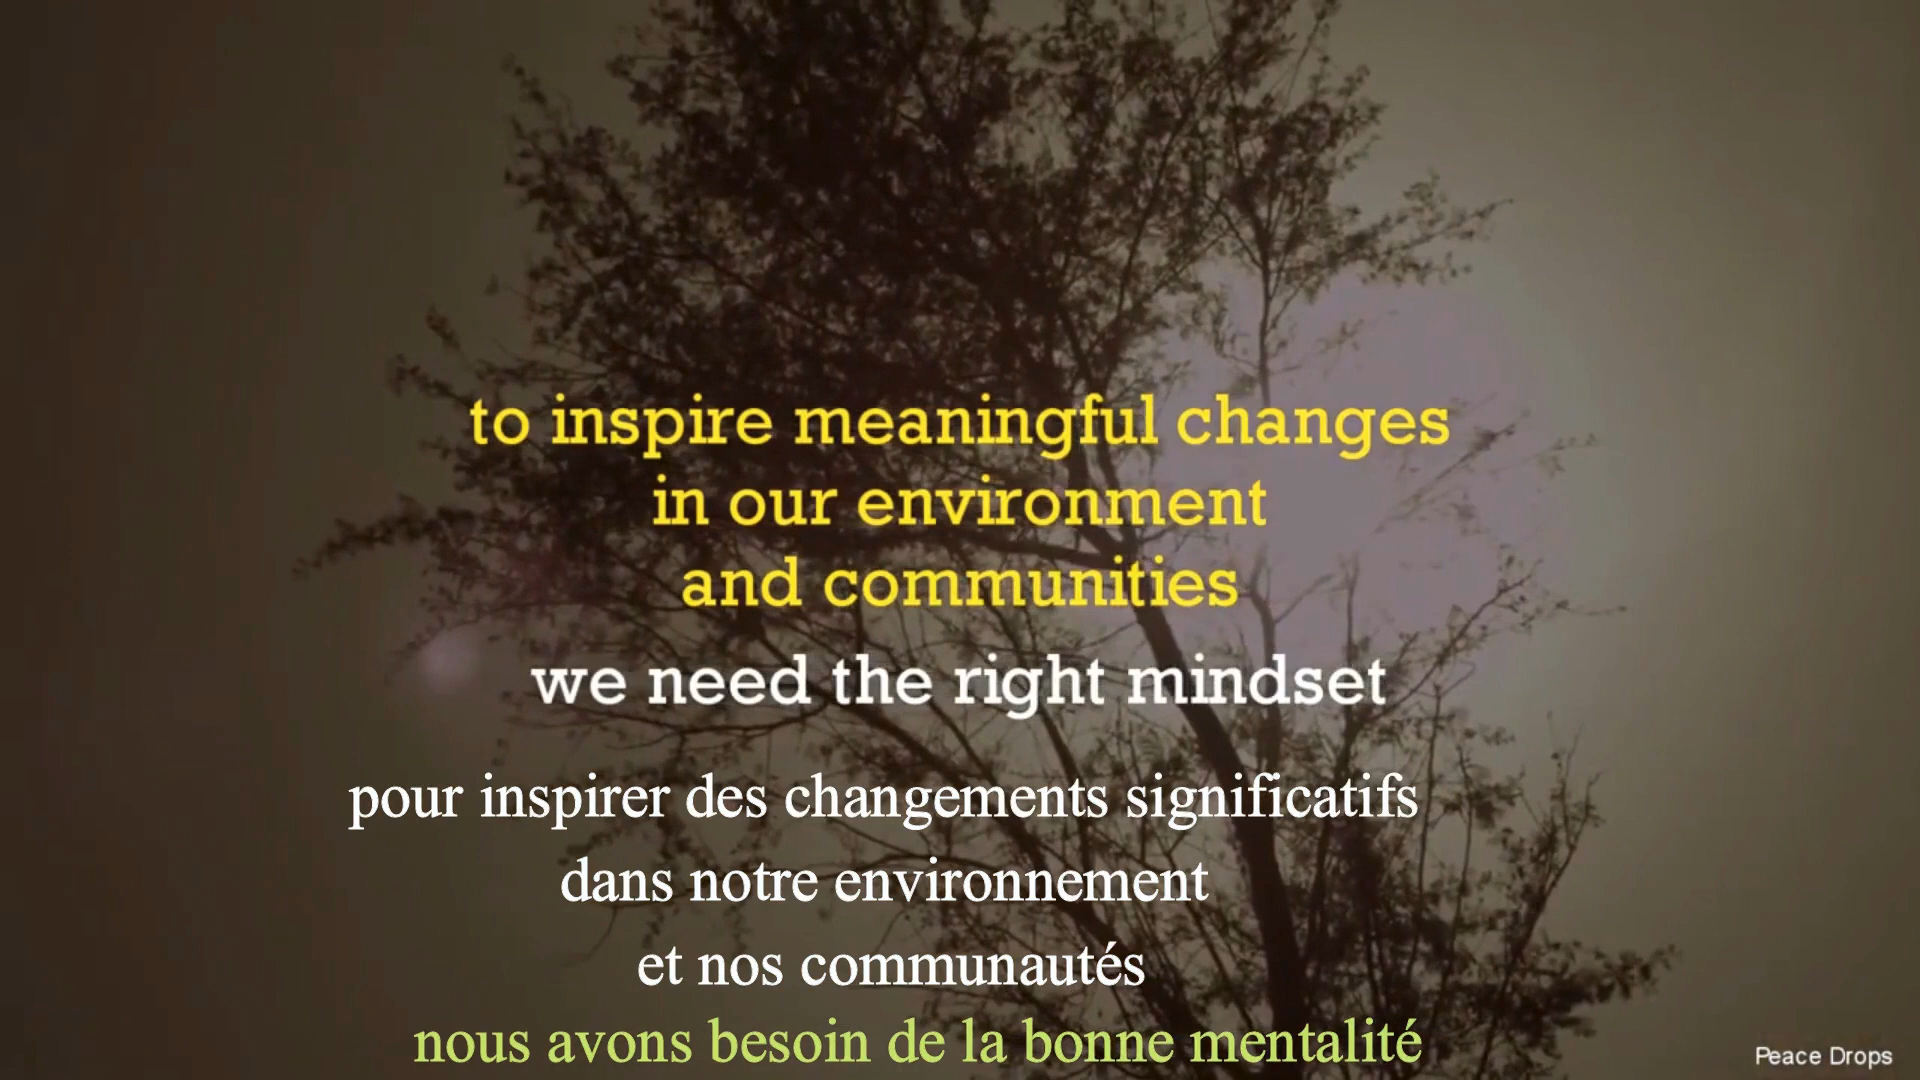 to inspire meaningful changes
in our environment
and communities
we need the right mindset
pour inspirer des changements significatifs
dans notre environnement
et nos communautés
nous avons besoin de la bonne mentalité
Peace Drops